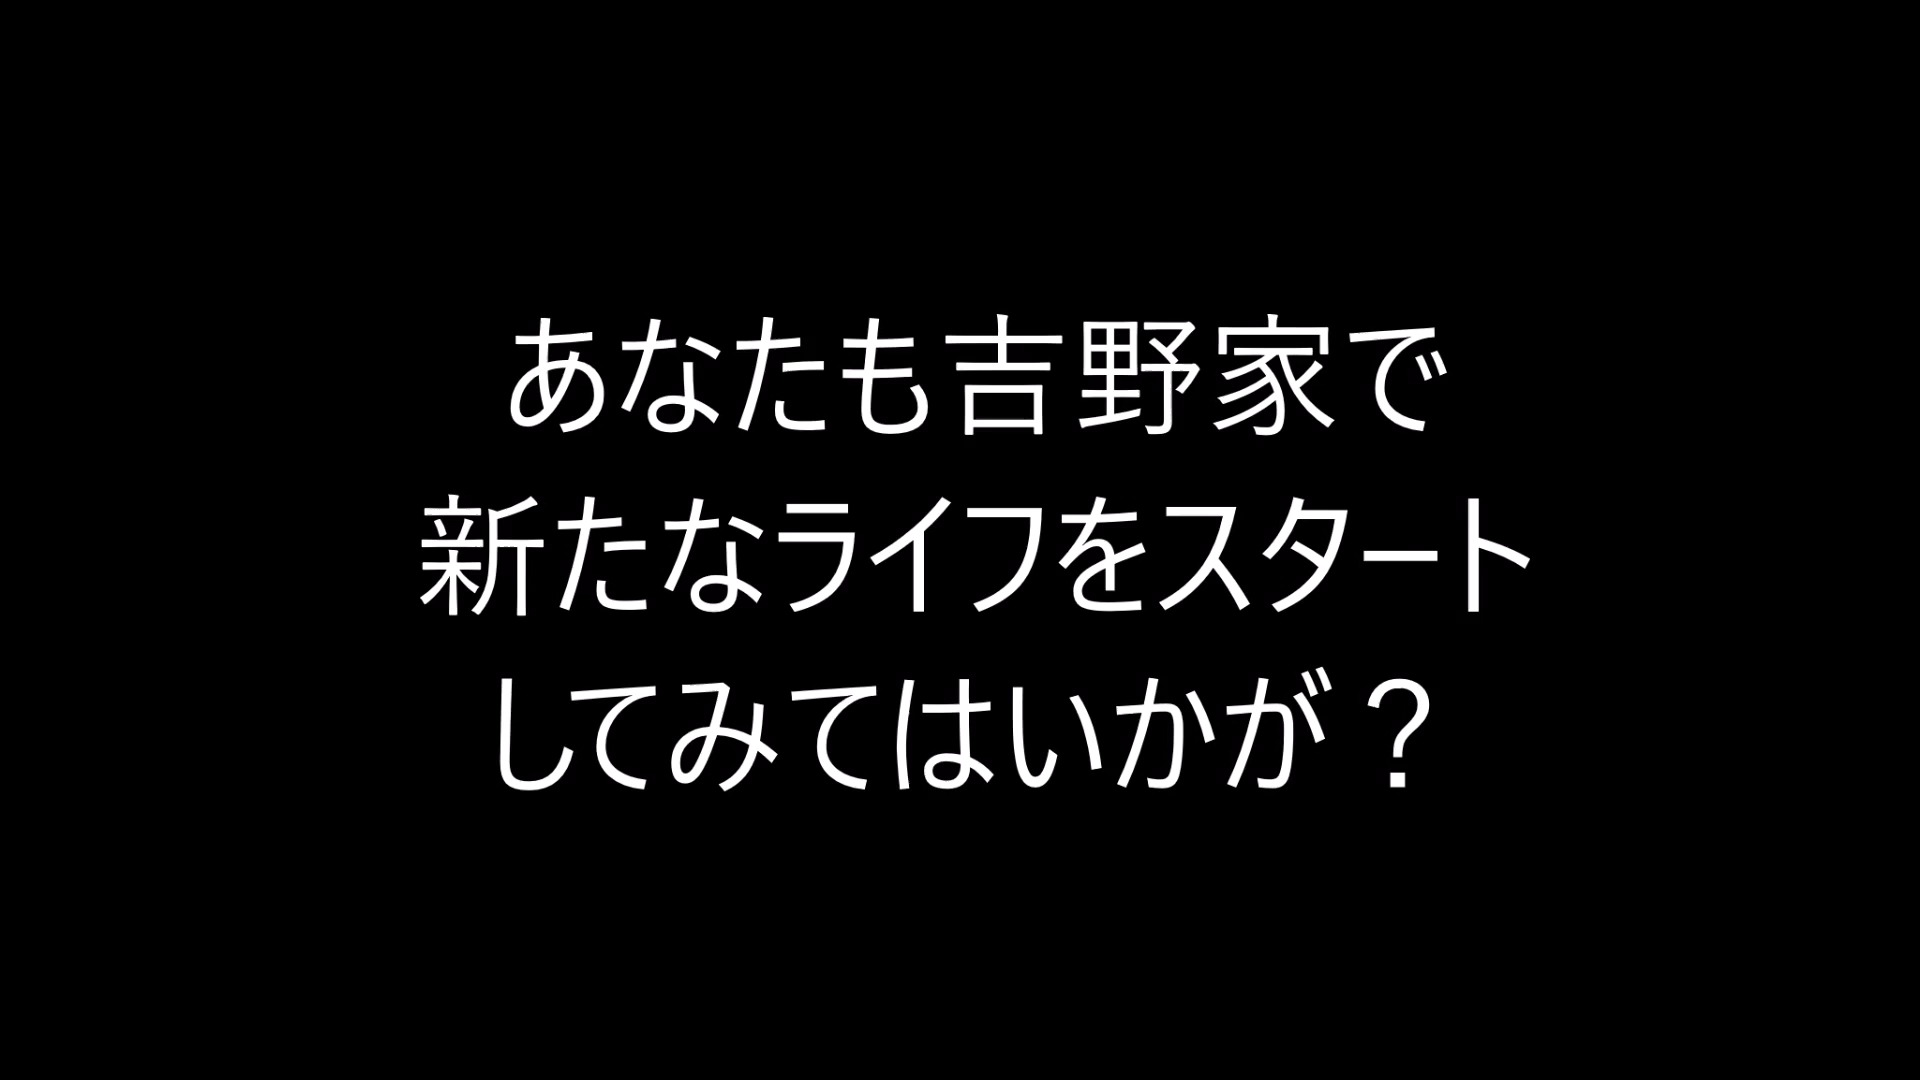 あなたも吉野家で
新たなライフをスタート
してみてはいかが？